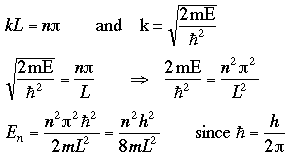 kL = nπ and k = √(2mE/ħ²)
√(2mE/ħ²) = nπ/L ⇒ 2mE/ħ² = n²π²/L²
Eₙ = n²π²ħ²/2mL² = n²h²/8mL² since ħ = h/2π